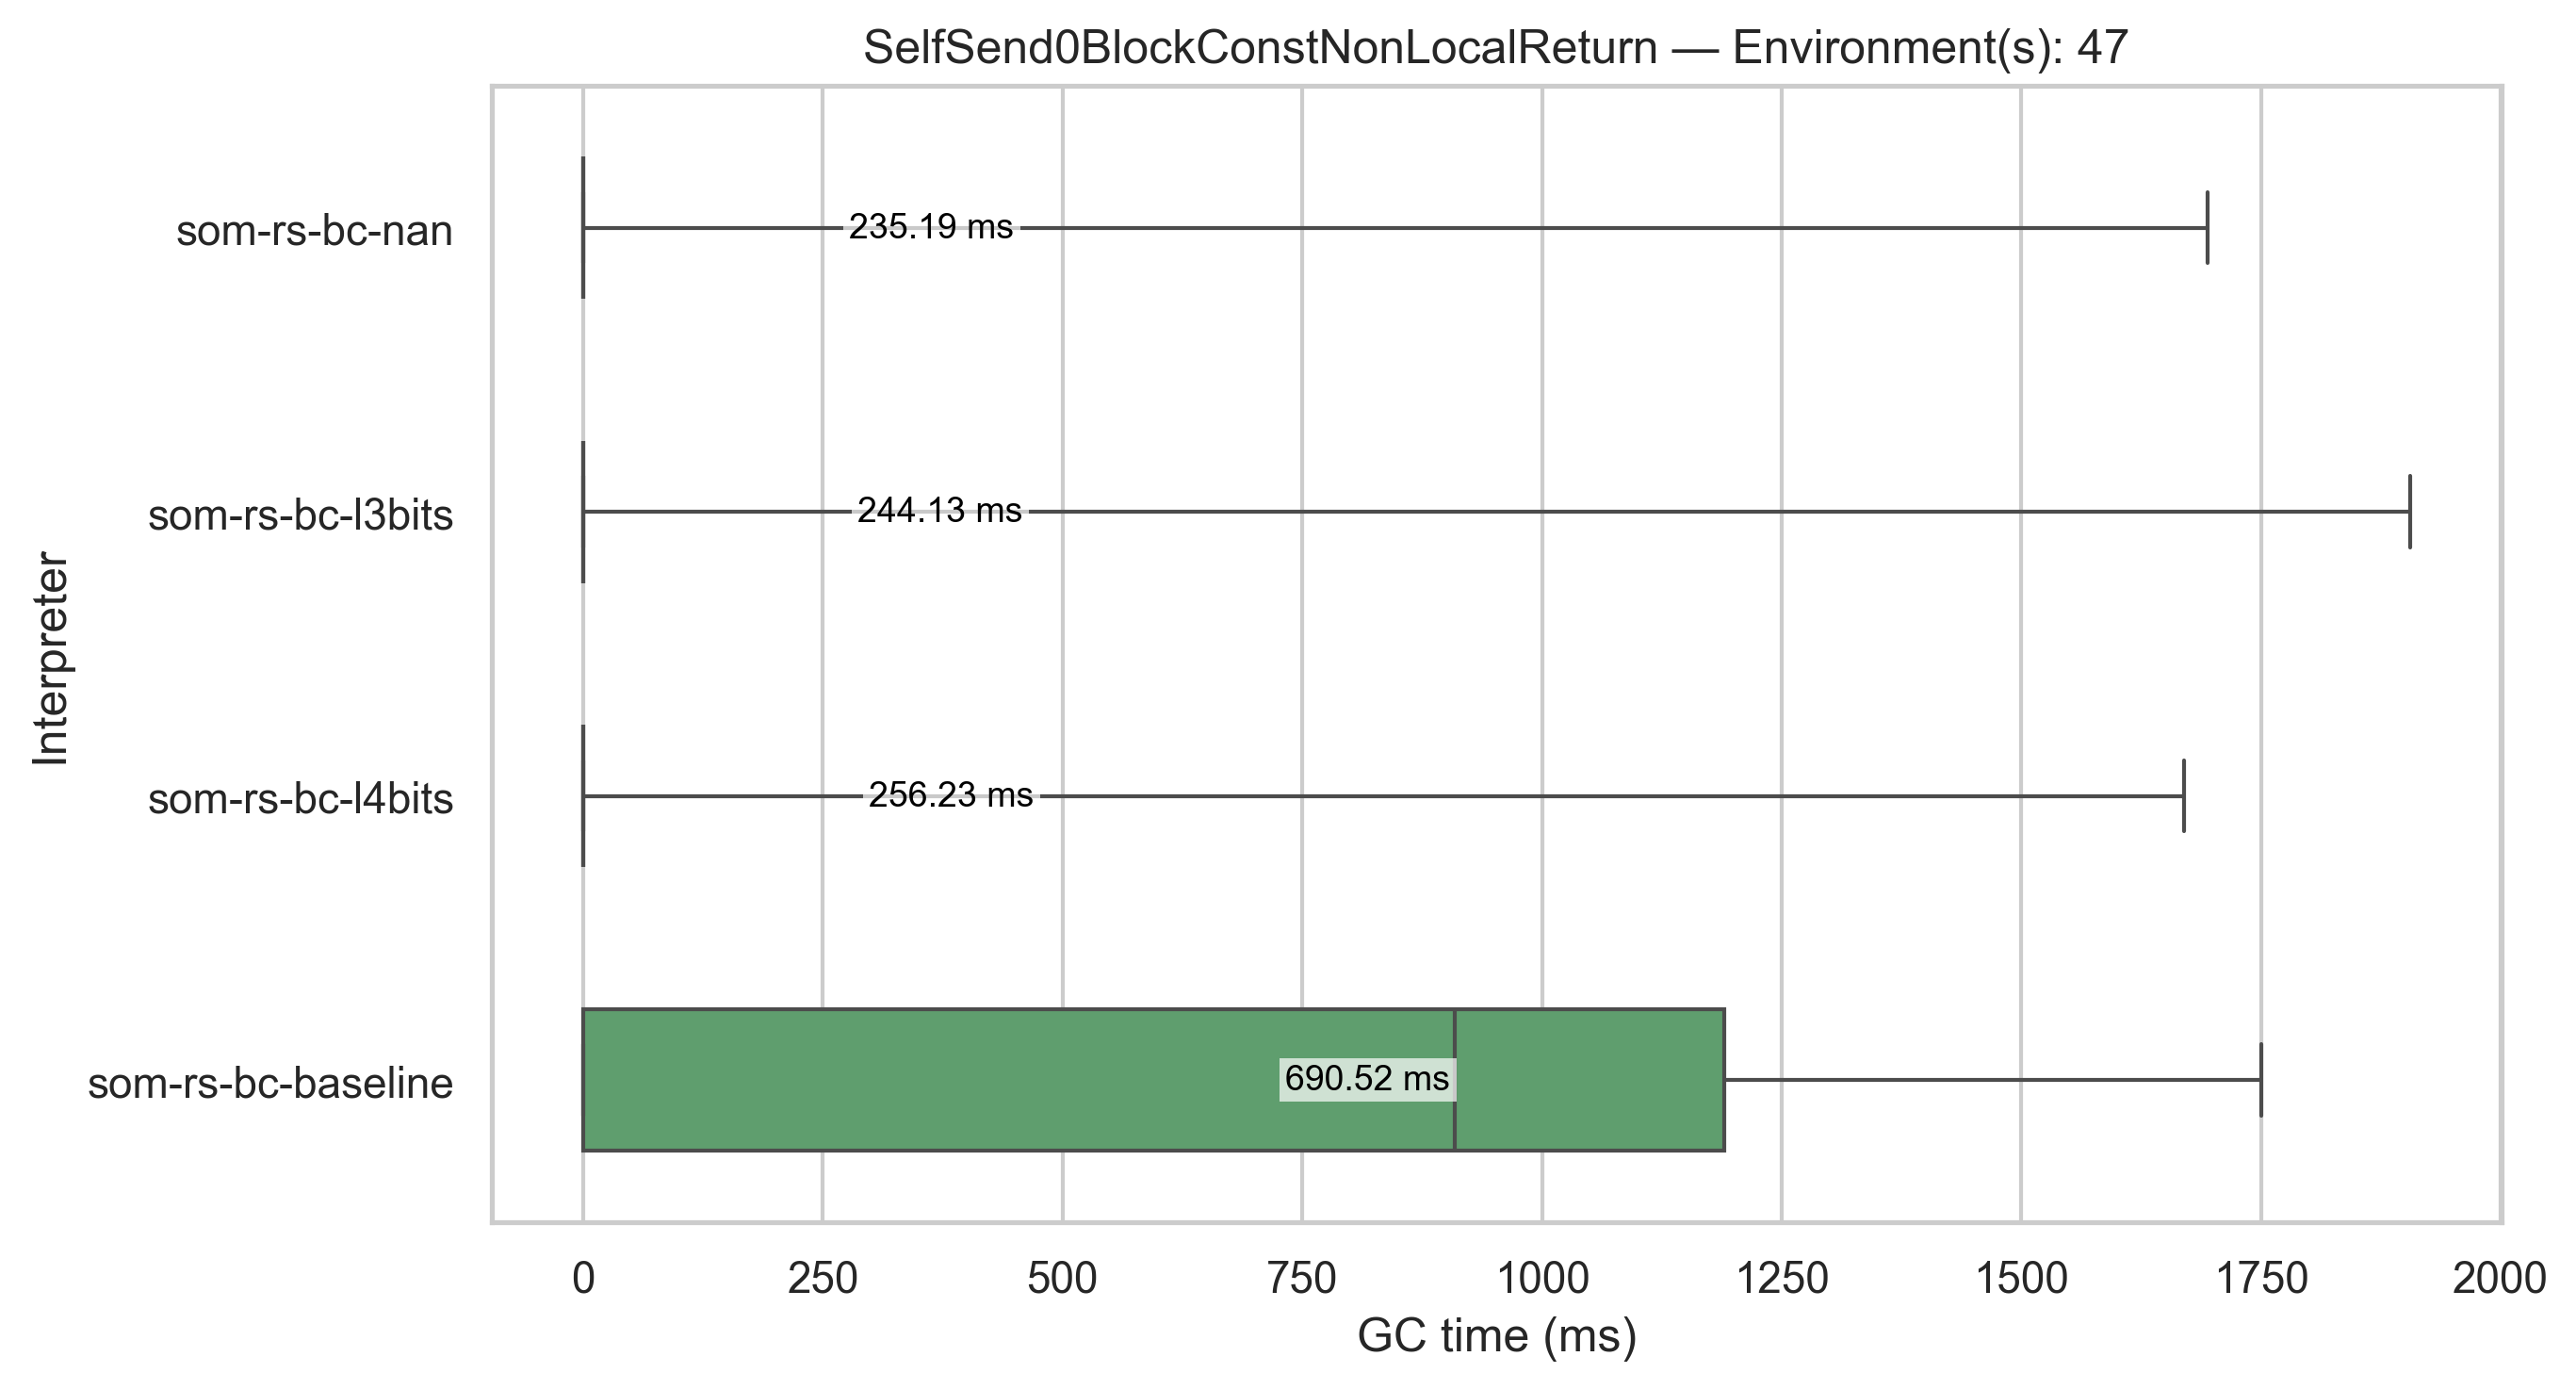 SelfSend0BlockConstNonLocalReturn — Environment(s): 47
som-rs-bc-nan
235.19 ms
som-rs-bc-l3bits
244.13 ms
som-rs-bc-l4bits
256.23 ms
som-rs-bc-baseline
690.52 ms
Interpreter
0 250 500 750 1000 1250 1500 1750 2000
GC time (ms)